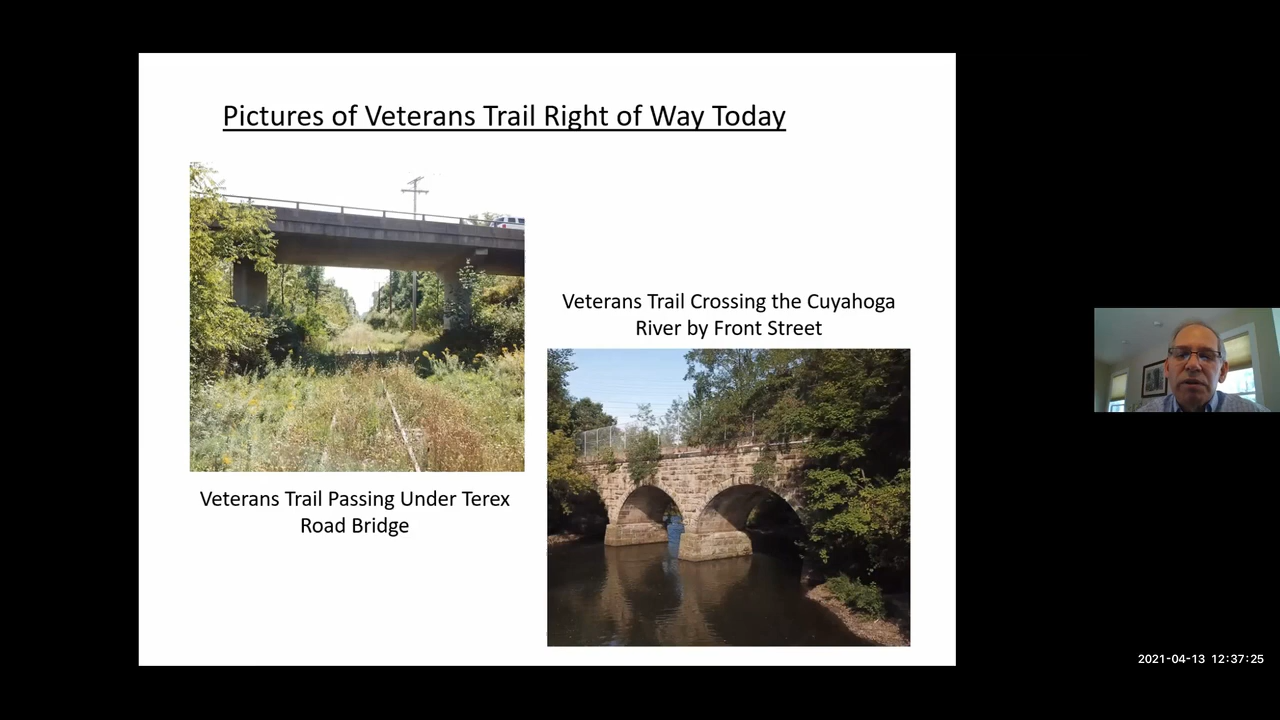 Pictures of Veterans Trail Right of Way Today
Veterans Trail Crossing the Cuyahoga
River by Front Street
Veterans Trail Passing Under Terex
Road Bridge
2021-04-13 12:37:25